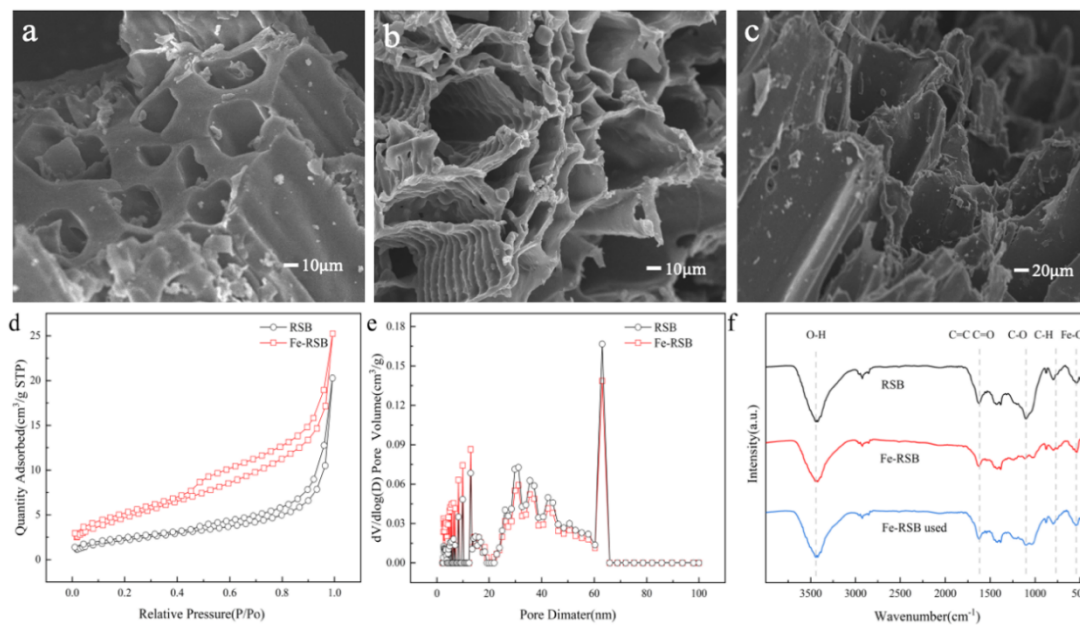 a
10μm
b
10μm
c
20μm
d
RSB
Fe-RSB
Quantity Adsorbed(cm³/g STP)
25
20
15
10
5
0
0.0 0.2 0.4 0.6 0.8 1.0
Relative Pressure(P/Po)
e
RSB
Fe-RSB
dV/dlog(D) Pore Volume(cm³/g)
0.18
0.15
0.12
0.09
0.06
0.03
0.00
0 20 40 60 80 100
Pore Dimater(nm)
f
O-H
C=C C=O
C-O
C-H
Fe-O
RSB
Fe-RSB
Fe-RSB used
Intensity(a.u.)
3500 3000 2500 2000 1500 1000
Wavenumber(cm⁻¹)